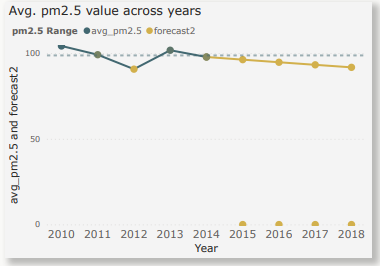 Avg. pm2.5 value across years
pm2.5 Range avg_pm2.5 forecast2
avg_pm2.5 and forecast2
100
50
0
2010 2011 2012 2013 2014 2015 2016 2017 2018
Year